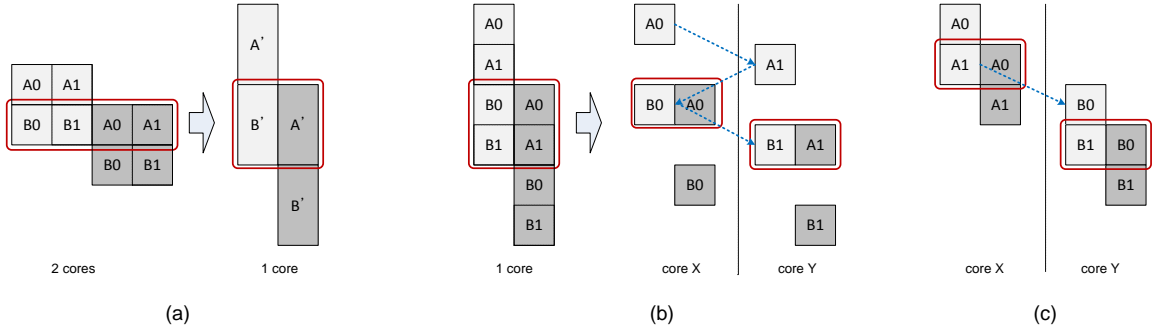 A0 A1
B0 B1 A0 A1
B0 B1
2 cores
A'
B' A'
B'
1 core
(a)
A0
A1
B0 A0
B1 A1
B0
B1
1 core
A0
A1
B0 A0
B1 A1
B0
B1
core X core Y
(b)
A0
A1 A0
A1
B0
B1 B0
B1
core X core Y
(c)